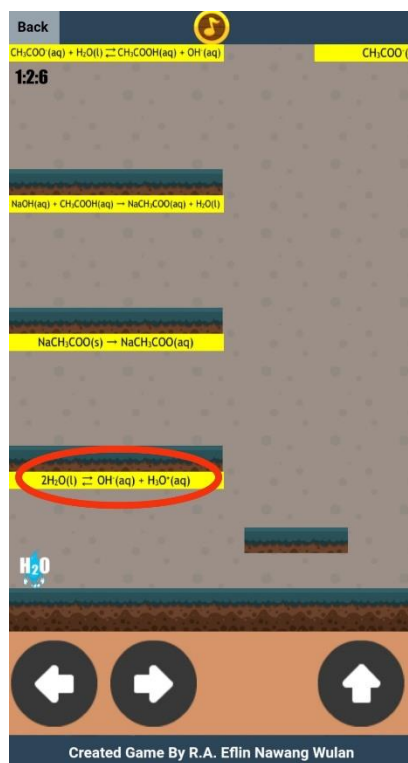 Back
CH₃COO⁻(aq) + H₂O(l) ⇄ CH₃COOH(aq) + OH⁻(aq)
CH₃COO⁻(
1:2:6
NaOH(aq) + CH₃COOH(aq) → NaCH₃COO(aq) + H₂O(l)
NaCH₃COO(s) → NaCH₃COO(aq)
2H₂O(l) ⇄ OH⁻(aq) + H₃O⁺(aq)
H₂O
Created Game By R.A. Eflin Nawang Wulan